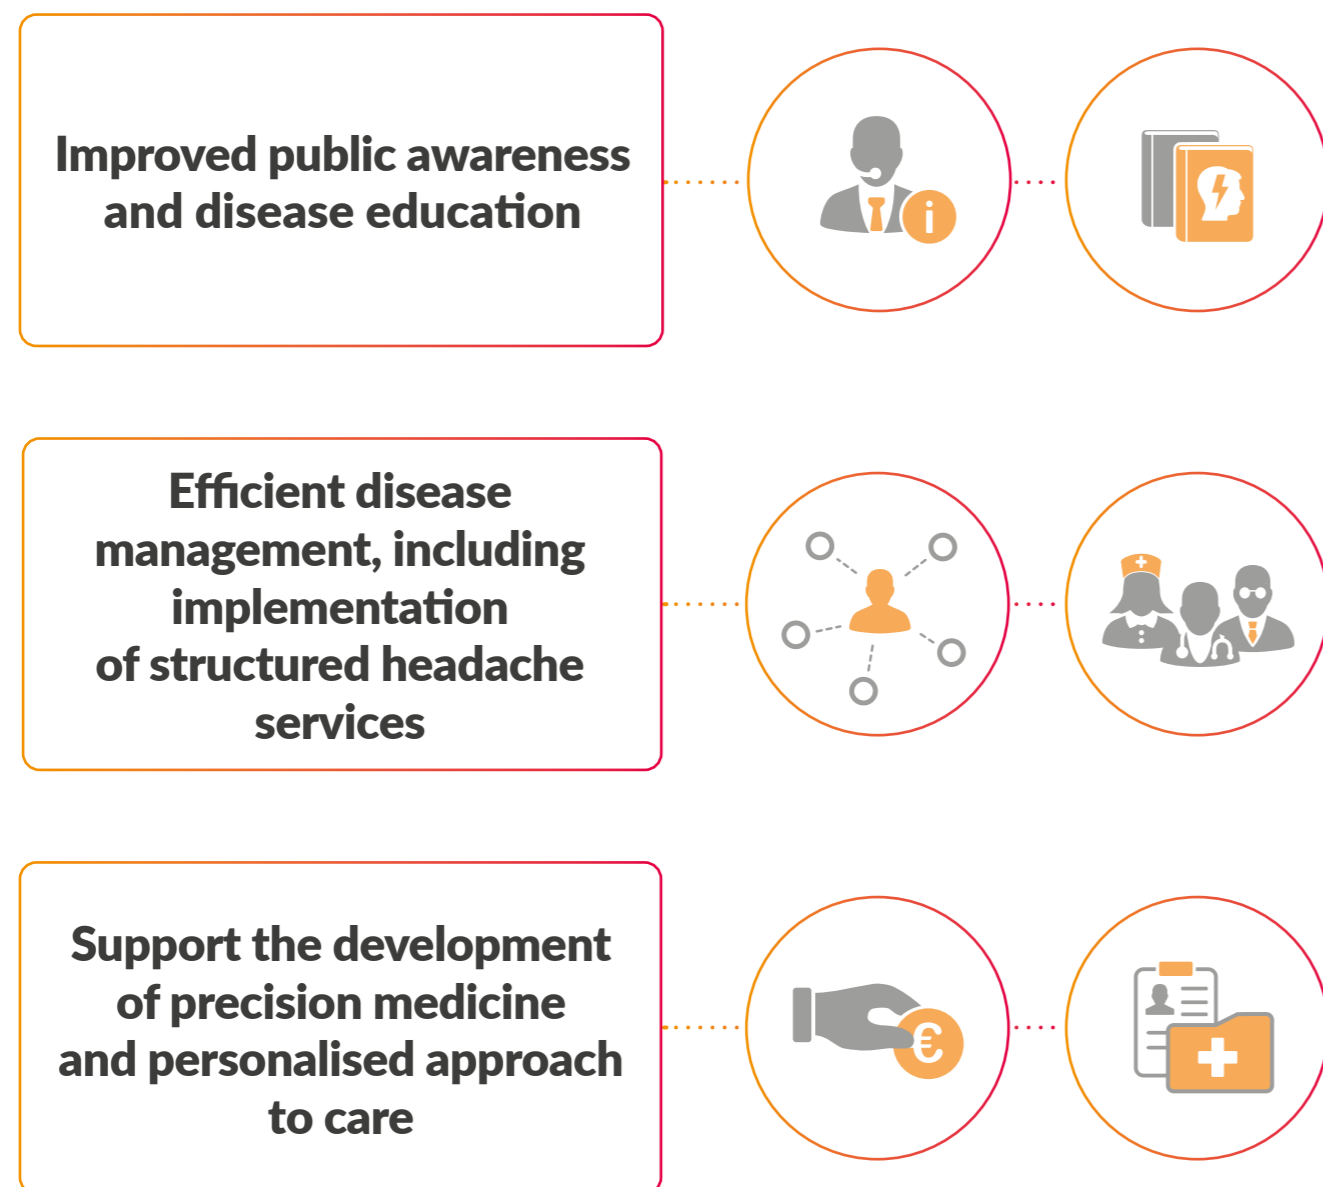 Improved public awareness
and disease education
i
Efficient disease
management, including
implementation
of structured headache
services
Support the development
of precision medicine
and personalised approach
to care
€